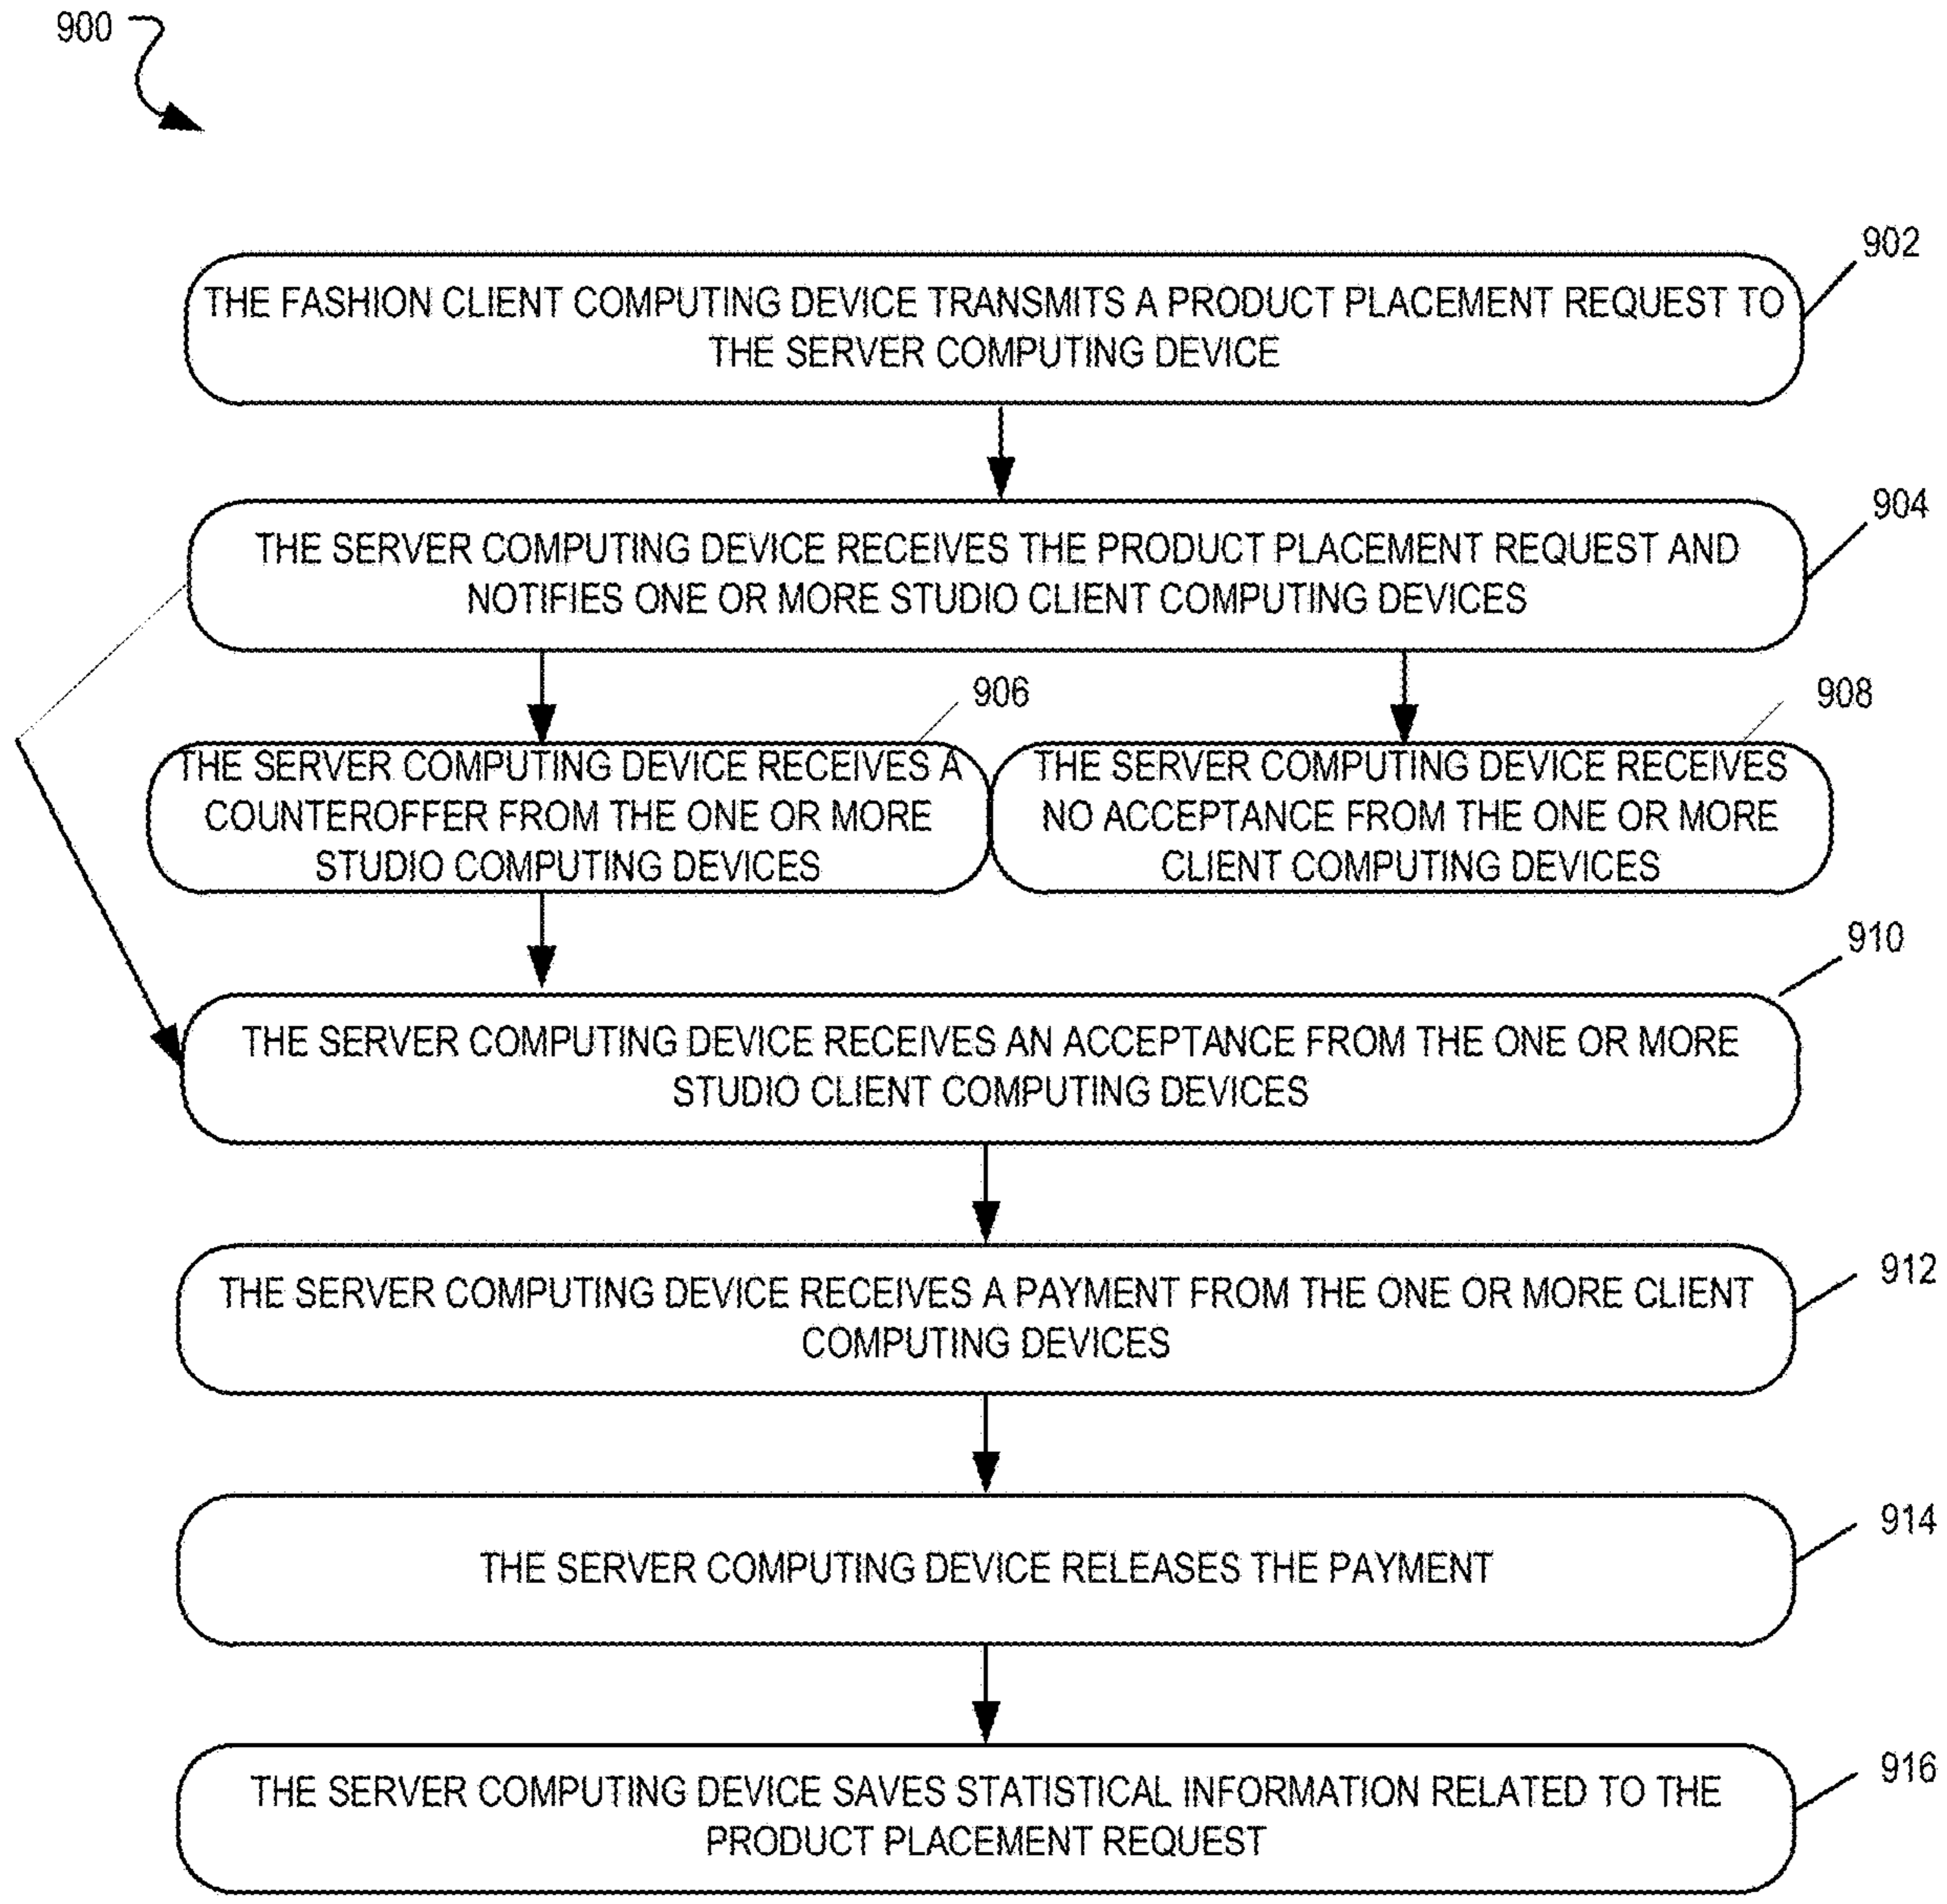 900
902
THE FASHION CLIENT COMPUTING DEVICE TRANSMITS A PRODUCT PLACEMENT REQUEST TO
THE SERVER COMPUTING DEVICE
904
THE SERVER COMPUTING DEVICE RECEIVES THE PRODUCT PLACEMENT REQUEST AND
NOTIFIES ONE OR MORE STUDIO CLIENT COMPUTING DEVICES
906
THE SERVER COMPUTING DEVICE RECEIVES A
COUNTEROFFER FROM THE ONE OR MORE
STUDIO COMPUTING DEVICES
908
THE SERVER COMPUTING DEVICE RECEIVES
NO ACCEPTANCE FROM THE ONE OR MORE
CLIENT COMPUTING DEVICES
910
THE SERVER COMPUTING DEVICE RECEIVES AN ACCEPTANCE FROM THE ONE OR MORE
STUDIO CLIENT COMPUTING DEVICES
912
THE SERVER COMPUTING DEVICE RECEIVES A PAYMENT FROM THE ONE OR MORE CLIENT
COMPUTING DEVICES
914
THE SERVER COMPUTING DEVICE RELEASES THE PAYMENT
916
THE SERVER COMPUTING DEVICE SAVES STATISTICAL INFORMATION RELATED TO THE
PRODUCT PLACEMENT REQUEST